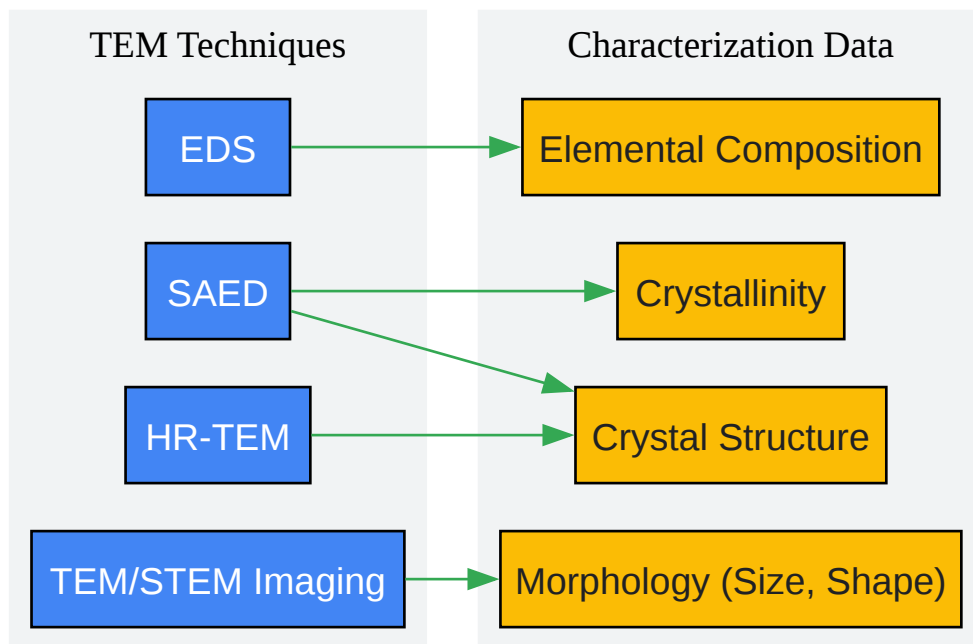 TEM Techniques
Characterization Data
EDS
Elemental Composition
SAED
Crystallinity
HR-TEM
Crystal Structure
TEM/STEM Imaging
Morphology (Size, Shape)